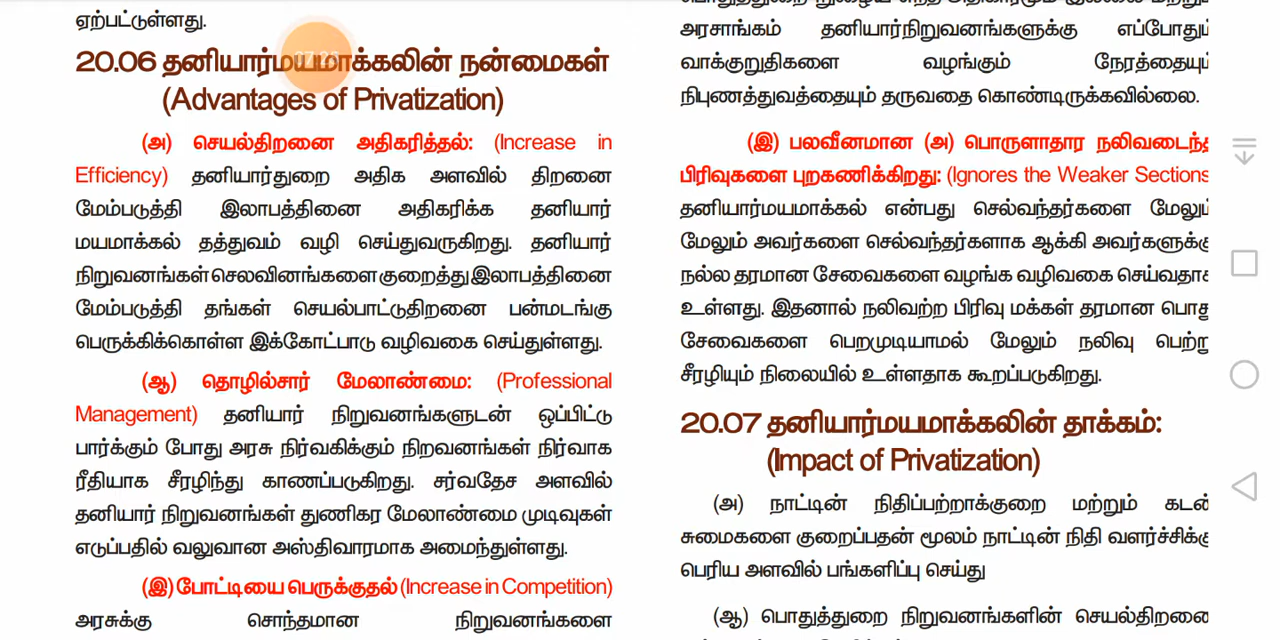 ஏற்பட்டுள்ளது.
20.06 தனியார்மயமாக்கலின் நன்மைகள்
(Advantages of Privatization)
(அ) செயல்திறனை அதிகரித்தல்: (Increase in
Efficiency) தனியார்துறை அதிக அளவில் திறனை
மேம்படுத்தி இலாபத்தினை அதிகரிக்க தனியார்
மயமாக்கல் தத்துவம் வழி செய்துவருகிறது. தனியார்
நிறுவனங்கள் செலவினங்களை குறைத்து இலாபத்தினை
மேம்படுத்தி தங்கள் செயல்பாட்டுதிறனை பன்மடங்கு
பெருக்கிக்கொள்ள இக்கோட்பாடு வழிவகை செய்துள்ளது.
(ஆ) தொழில்சார் மேலாண்மை: (Professional
Management) தனியார் நிறுவனங்களுடன் ஒப்பிட்டு
பார்க்கும் போது அரசு நிர்வகிக்கும் நிறவனங்கள் நிர்வாக
ரீதியாக சீரழிந்து காணப்படுகிறது. சர்வதேச அளவில்
தனியார் நிறுவனங்கள் துணிகர மேலாண்மை முடிவுகள்
எடுப்பதில் வலுவான அஸ்திவாரமாக அமைந்துள்ளது.
(இ) போட்டியை பெருக்குதல் (Increase in Competition)
அரசுக்கு சொந்தமான நிறுவனங்களை
அரசாங்கம் தனியார்நிறுவனங்களுக்கு எப்போதும்
வாக்குறுதிகளை வழங்கும் நேரத்தையும்
நிபுணத்துவத்தையும் தருவதை கொண்டிருக்கவில்லை.
(இ) பலவீனமான (அ) பொருளாதார நலிவடைந்த
பிரிவுகளை புறகணிக்கிறது: (Ignores the Weaker Sections
தனியார்மயமாக்கல் என்பது செல்வந்தர்களை மேலும்
மேலும் அவர்களை செல்வந்தர்களாக ஆக்கி அவர்களுக்கு
நல்ல தரமான சேவைகளை வழங்க வழிவகை செய்வதாக
உள்ளது. இதனால் நலிவற்ற பிரிவு மக்கள் தரமான பொது
சேவைகளை பெறமுடியாமல் மேலும் நலிவு பெற்று
சீரழியும் நிலையில் உள்ளதாக கூறப்படுகிறது.
20.07 தனியார்மயமாக்கலின் தாக்கம்:
(Impact of Privatization)
(அ) நாட்டின் நிதிப்பற்றாக்குறை மற்றும் கடன்
சுமைகளை குறைப்பதன் மூலம் நாட்டின் நிதி வளர்ச்சிக்கு
பெரிய அளவில் பங்களிப்பு செய்து
(ஆ) பொதுத்துறை நிறுவனங்களின் செயல்திறனை